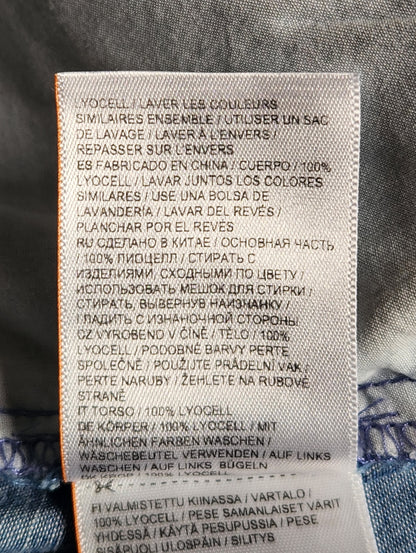 LYOCELL / LAVER LES COULEURS
SIMILAIRES ENSEMBLE / UTILISER UN SAC
DE LAVAGE / LAVER À L'ENVERS /
REPASSER SUR L'ENVERS
ES FABRICADO EN CHINA / CUERPO / 100%
LYOCELL / LAVAR JUNTOS LOS COLORES
SIMILARES / USE UNA BOLSA DE
LAVANDERÍA / LAVAR DEL REVÉS /
PLANCHAR POR EL REVÉS
RU СДЕЛАНО В КИТАЕ / ОСНОВНАЯ ЧАСТЬ
/ 100% ЛИОЦЕЛЛ / СТИРАТЬ С
ИЗДЕЛИЯМИ, СХОДНЫМИ ПО ЦВЕТУ /
ИСПОЛЬЗОВАТЬ МЕШОК ДЛЯ СТИРКИ /
СТИРАТЬ, ВЫВЕРНУВ НАИЗНАНКУ /
ГЛАДИТЬ С ИЗНАНОЧНОЙ СТОРОНЫ
CZ VYROBENO V ČÍNĚ / TĚLO / 100%
LYOCELL / PODOBNÉ BARVY PERTE
SPOLEČNĚ / POUŽIJTE PRÁDELNÍ VAK /
PERTE NARUBY / ŽEHLETE NA RUBOVÉ
STRANĚ
IT TORSO / 100% LYOCELL
DE KÖRPER / 100% LYOCELL / MIT
ÄHNLICHEN FARBEN WASCHEN /
WÄSCHEBEUTEL VERWENDEN / AUF LINKS
WASCHEN / AUF LINKS BÜGELN
FI VALMISTETTU KIINASSA / VARTALO /
100% LYOCELL / PESE SAMANLAISET VÄRIT
YHDESSÄ / KÄYTÄ PESUPUSSIA / PESE
SISÄPUOLI ULOSPÄIN / SILITYS